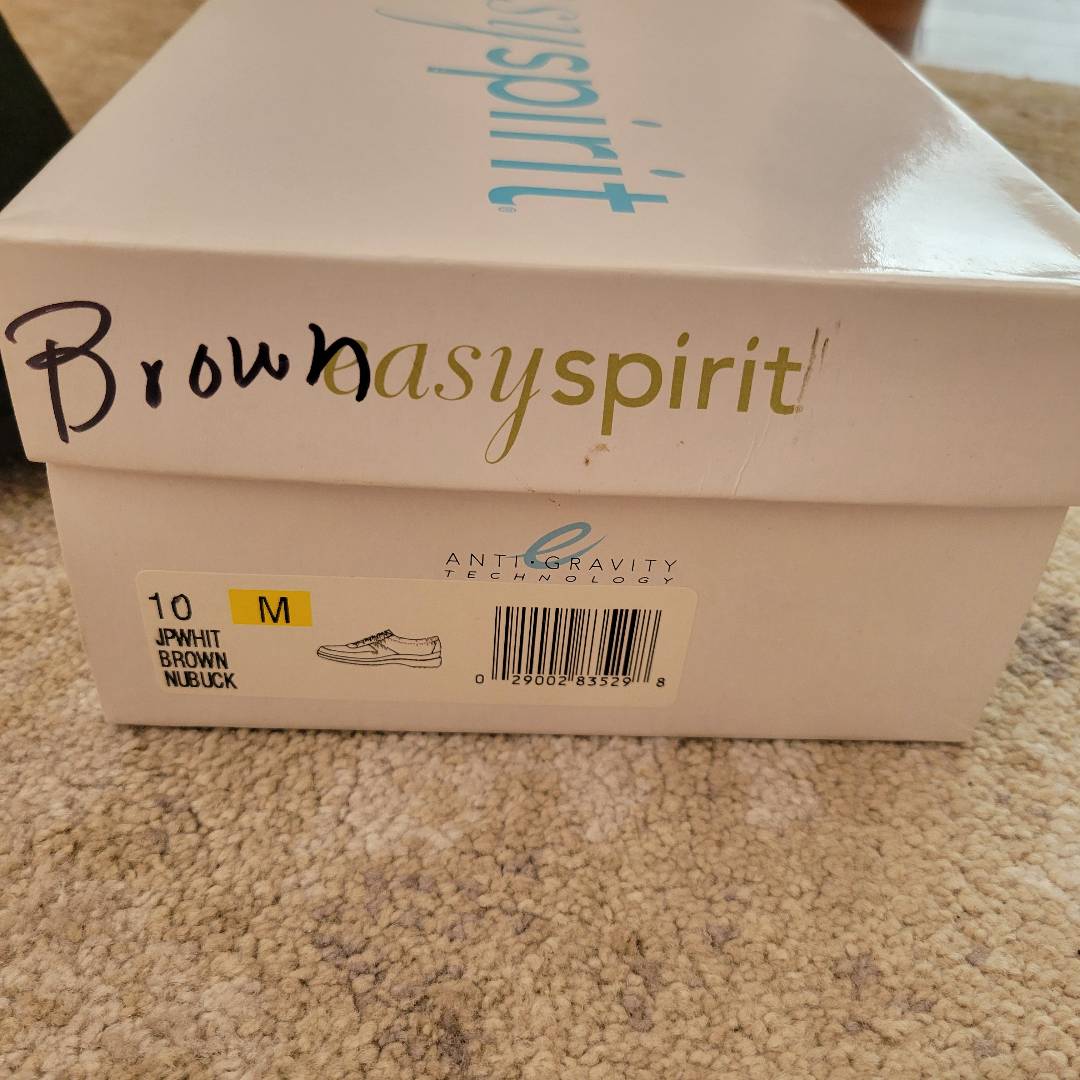 easyspirit®
Brown easyspirit®
e
ANTI•GRAVITY
TECHNOLOGY
10 M
JPWHIT
BROWN
NUBUCK
0 29002 83529 8